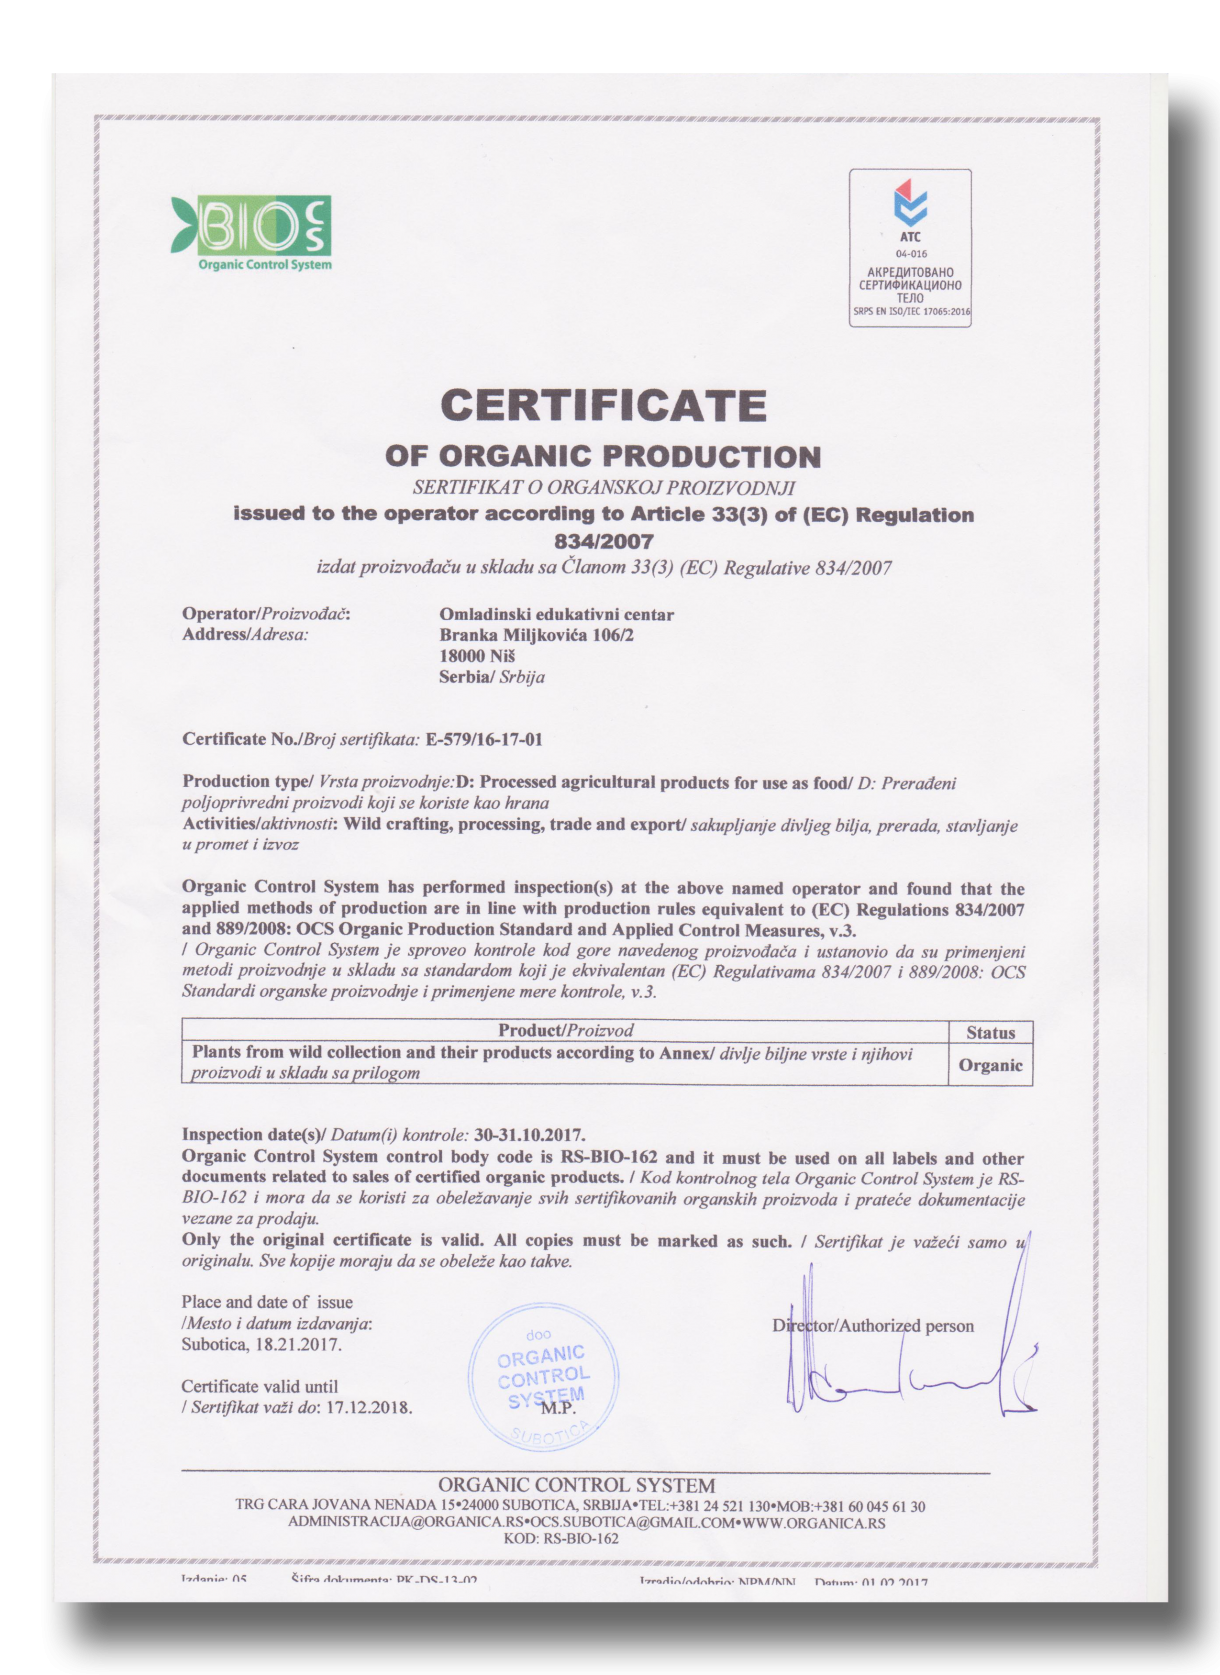 BIO CS
Organic Control System
АТС
04-016
АКРЕДИТОВАНО
СЕРТИФИКАЦИОНО
ТЕЛО
SRPS EN ISO/IEC 17065:2016
CERTIFICATE
OF ORGANIC PRODUCTION
SERTIFIKAT O ORGANSKOJ PROIZVODNJI
issued to the operator according to Article 33(3) of (EC) Regulation
834/2007
izdat proizvođaču u skladu sa Članom 33(3) (EC) Regulative 834/2007
Operator/Proizvođač: Omladinski edukativni centar
Address/Adresa: Branka Miljkovića 106/2
18000 Niš
Serbia/ Srbija
Certificate No./Broj sertifikata: E-579/16-17-01
Production type/ Vrsta proizvodnje:D: Processed agricultural products for use as food/ D: Prerađeni
poljoprivredni proizvodi koji se koriste kao hrana
Activities/aktivnosti: Wild crafting, processing, trade and export/ sakupljanje divljeg bilja, prerada, stavljanje
u promet i izvoz
Organic Control System has performed inspection(s) at the above named operator and found that the
applied methods of production are in line with production rules equivalent to (EC) Regulations 834/2007
and 889/2008: OCS Organic Production Standard and Applied Control Measures, v.3.
/ Organic Control System je sproveo kontrole kod gore navedenog proizvođača i ustanovio da su primenjeni
metodi proizvodnje u skladu sa standardom koji je ekvivalentan (EC) Regulativama 834/2007 i 889/2008: OCS
Standardi organske proizvodnje i primenjene mere kontrole, v.3.
Product/Proizvod Status
Plants from wild collection and their products according to Annex/ divlje biljne vrste i njihovi
proizvodi u skladu sa prilogom
Organic
Inspection date(s)/ Datum(i) kontrole: 30-31.10.2017.
Organic Control System control body code is RS-BIO-162 and it must be used on all labels and other
documents related to sales of certified organic products. / Kod kontrolnog tela Organic Control System je RS-
BIO-162 i mora da se koristi za obeležavanje svih sertifikovanih organskih proizvoda i prateće dokumentacije
vezane za prodaju.
Only the original certificate is valid. All copies must be marked as such. / Sertifikat je važeći samo u
originalu. Sve kopije moraju da se obeleže kao takve.
Place and date of issue
/Mesto i datum izdavanja:
Subotica, 18.21.2017.
Certificate valid until
/ Sertifikat važi do: 17.12.2018.
doo
ORGANIC
CONTROL
SYSTEM
SUBOTICA
M.P.
Director/Authorized person
ORGANIC CONTROL SYSTEM
TRG CARA JOVANA NENADA 15•24000 SUBOTICA, SRBIJA•TEL:+381 24 521 130•MOB:+381 60 045 61 30
ADMINISTRACIJA@ORGANICA.RS•OCS.SUBOTICA@GMAIL.COM•WWW.ORGANICA.RS
KOD: RS-BIO-162
Izdanje: 05 Šifra dokumenta: PK-DS-13-02 Izradio/odobrio: NPM/NN Datum: 01.02.2017